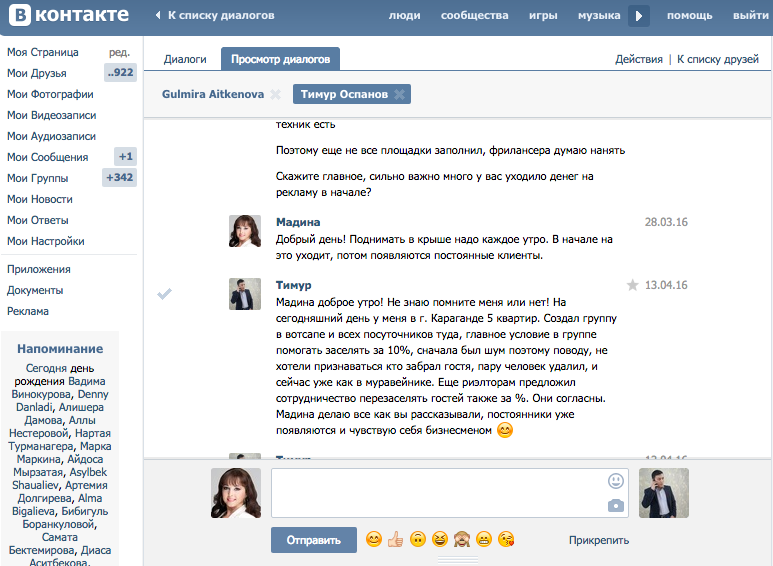 В контакте
К списку диалогов
люди сообщества игры музыка помощь выйти
Моя Страница ред.
Мои Друзья ..922
Мои Фотографии
Мои Видеозаписи
Мои Аудиозаписи
Мои Сообщения +1
Мои Группы +342
Мои Новости
Мои Ответы
Мои Настройки
Приложения
Документы
Реклама
Напоминание
Сегодня день
рождения Вадима
Винокурова, Denny
Danladi, Алишера
Дамова, Аллы
Нестеровой, Нартая
Турманагера, Марка
Маркина, Айдоса
Мырзатая, Asylbek
Shaualiev, Артемия
Долгирева, Alma
Bigalieva, Бибигуль
Боранкуловой,
Самата
Бектемирова, Диаса
Аситбекова,
Диалоги Просмотр диалогов Действия | К списку друзей
Gulmira Aitkenova Тимур Оспанов
техник есть
Поэтому еще не все площадки заполнил, фрилансера думаю нанять
Скажите главное, сильно важно много у вас уходило денег на
рекламу в начале?
Мадина 28.03.16
Добрый день! Поднимать в крыше надо каждое утро. В начале на
это уходит, потом появляются постоянные клиенты.
Тимур 13.04.16
Мадина доброе утро! Не знаю помните меня или нет! На
сегодняшний день у меня в г. Караганде 5 квартир. Создал группу
в вотсапе и всех посуточников туда, главное условие в группе
помогать заселять за 10%, сначала был шум поэтому поводу, не
хотели признаваться кто забрал гостя, пару человек удалил, и
сейчас уже как в муравейнике. Еще риэлторам предложил
сотрудничество перезаселять гостей также за %. Они согласны.
Мадина делаю все как вы рассказывали, постоянники уже
появляются и чувствую себя бизнесменом 😊
Тимур 13.04.16
Отправить Прикрепить